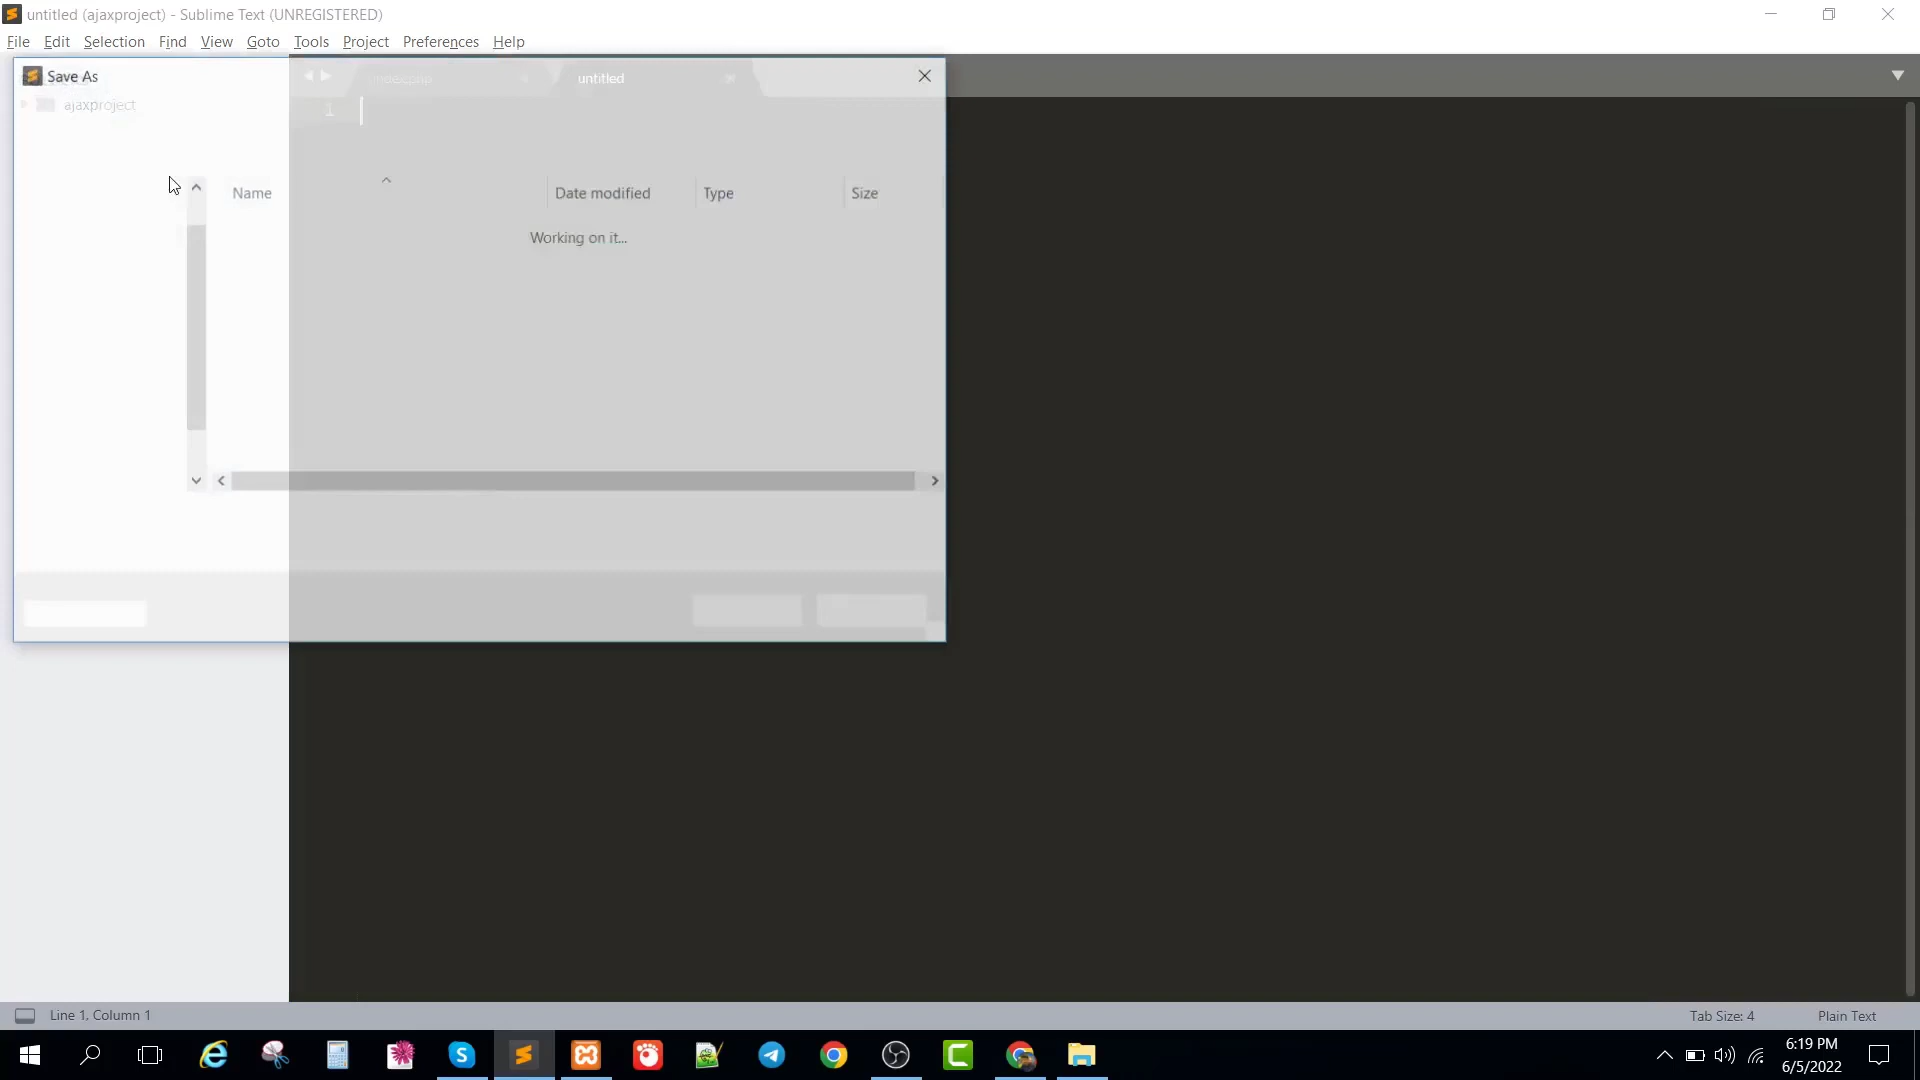 untitled (ajaxproject) - Sublime Text (UNREGISTERED)
File Edit Selection Find View Goto Tools Project Preferences Help
Save As
untitled
ajaxproject
1
Name Date modified Type Size
Working on it...
Line 1, Column 1
Tab Size: 4 Plain Text
6:19 PM
6/5/2022